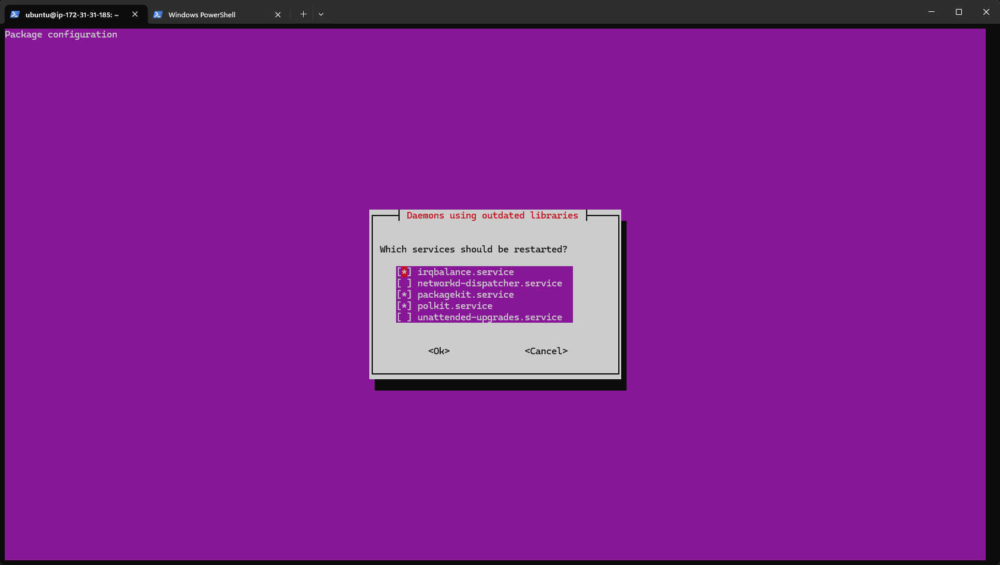 ubuntu@ip-172-31-31-185: ~
Windows PowerShell
Package configuration
Daemons using outdated libraries
Which services should be restarted?
[*] irqbalance.service
[ ] networkd-dispatcher.service
[*] packagekit.service
[*] polkit.service
[ ] unattended-upgrades.service
<Ok> <Cancel>